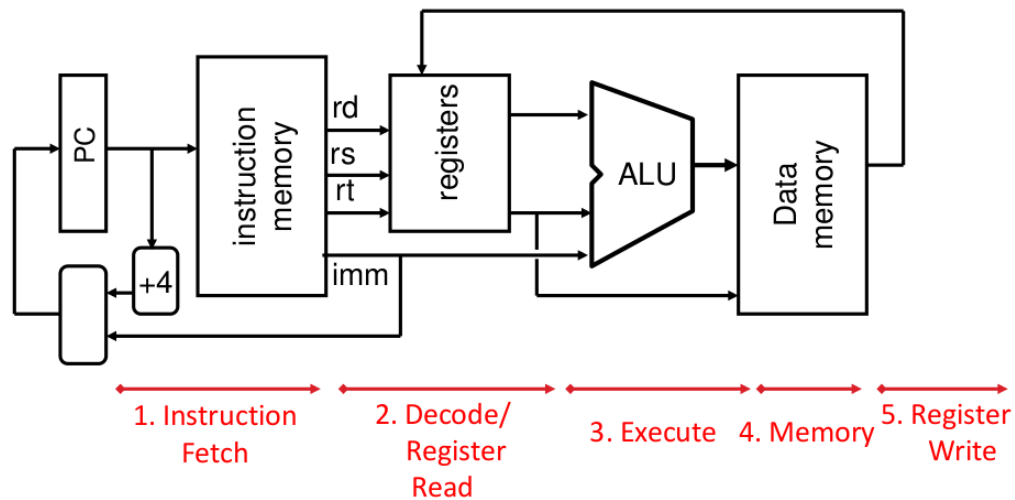 PC
+4
instruction
memory
rd
rs
rt
imm
registers
ALU
Data
memory
1. Instruction
Fetch
2. Decode/
Register
Read
3. Execute
4. Memory
5. Register
Write